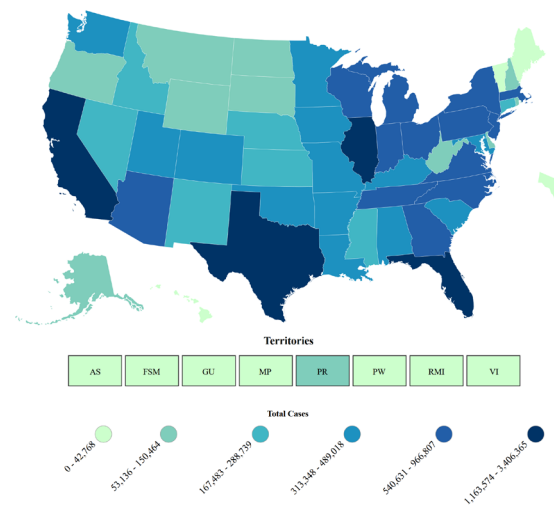 Territories
AS FSM GU MP PR PW RMI VI
Total Cases
0 - 42,768
53,136 - 150,464
167,483 - 288,739
313,348 - 489,018
540,631 - 966,807
1,163,574 - 3,406,365